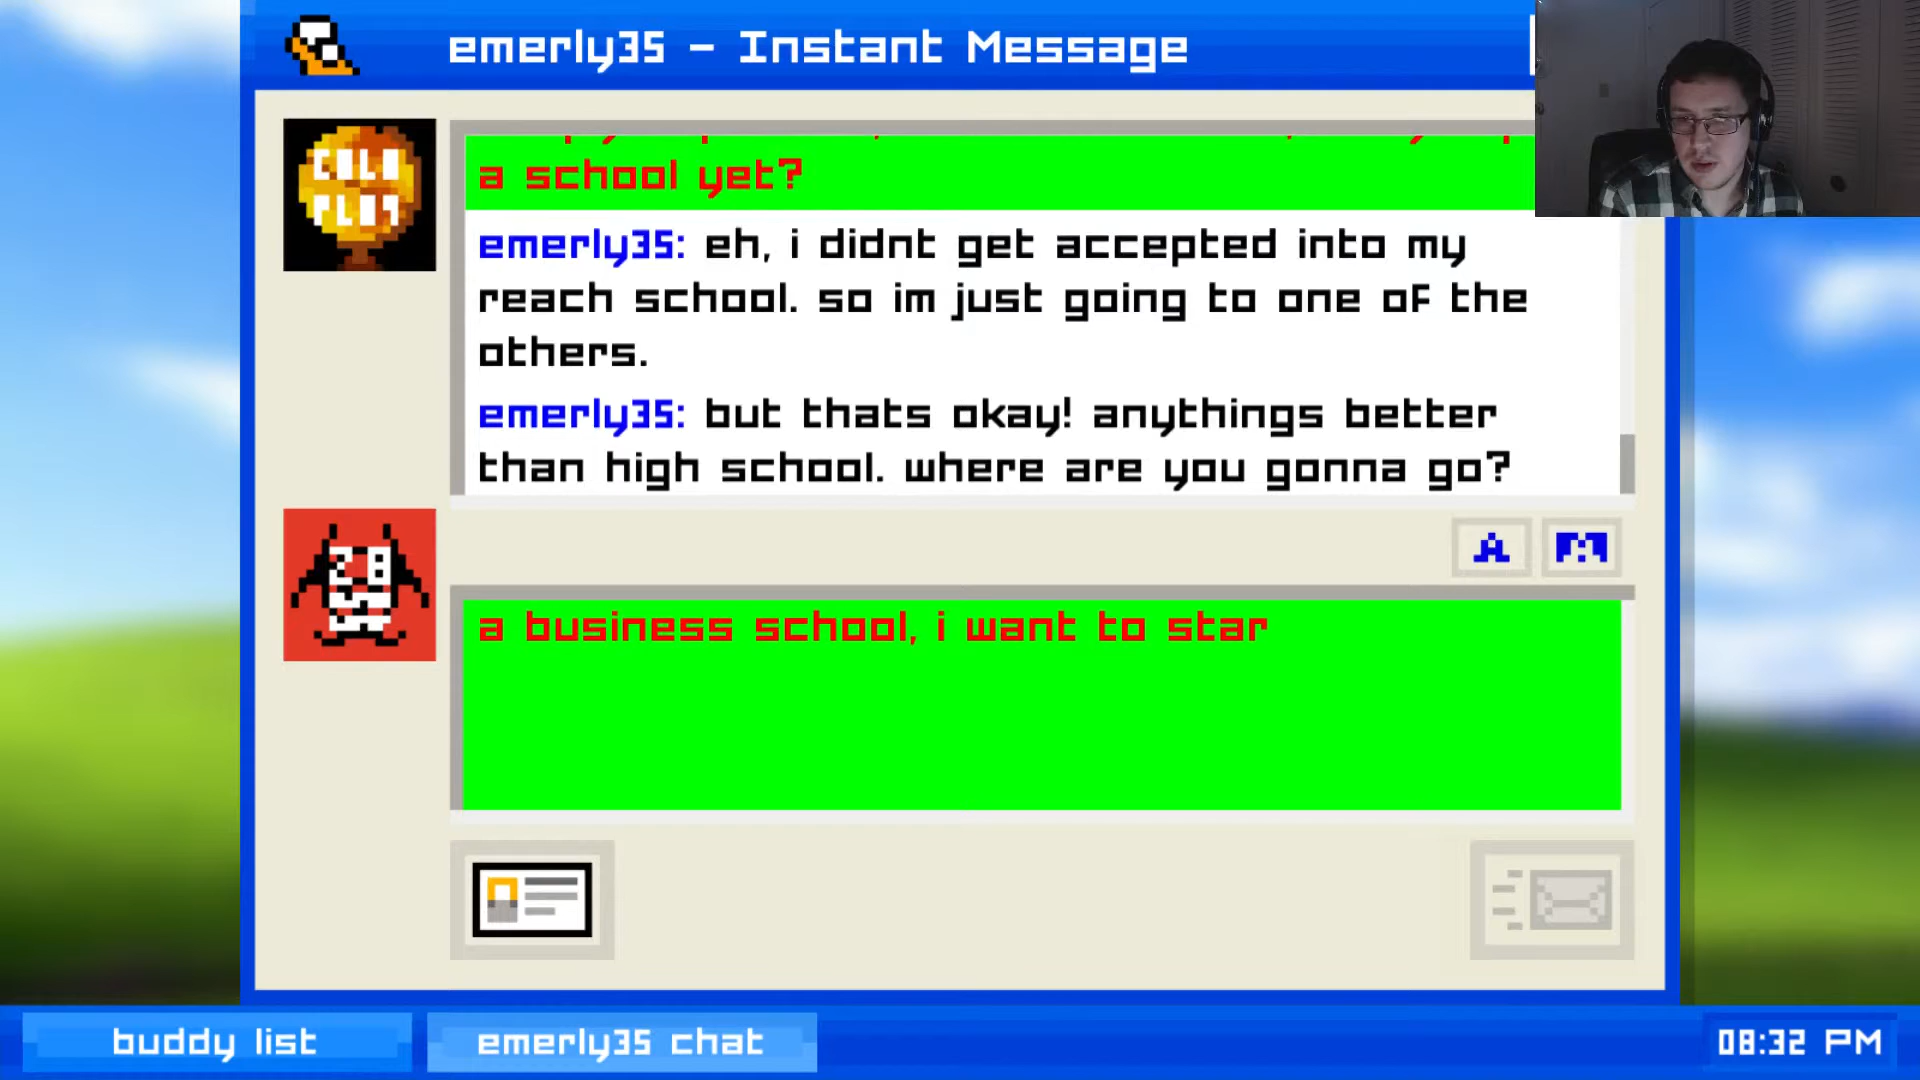 emerly35 - Instant Message
COLO
PLOY
a school yet?
emerly35: eh, i didnt get accepted into my
reach school. so im just going to one of the
others.
emerly35: but thats okay! anythings better
than high school. where are you gonna go?
A
a business school, i want to star
buddy list
emerly35 chat
08:32 PM